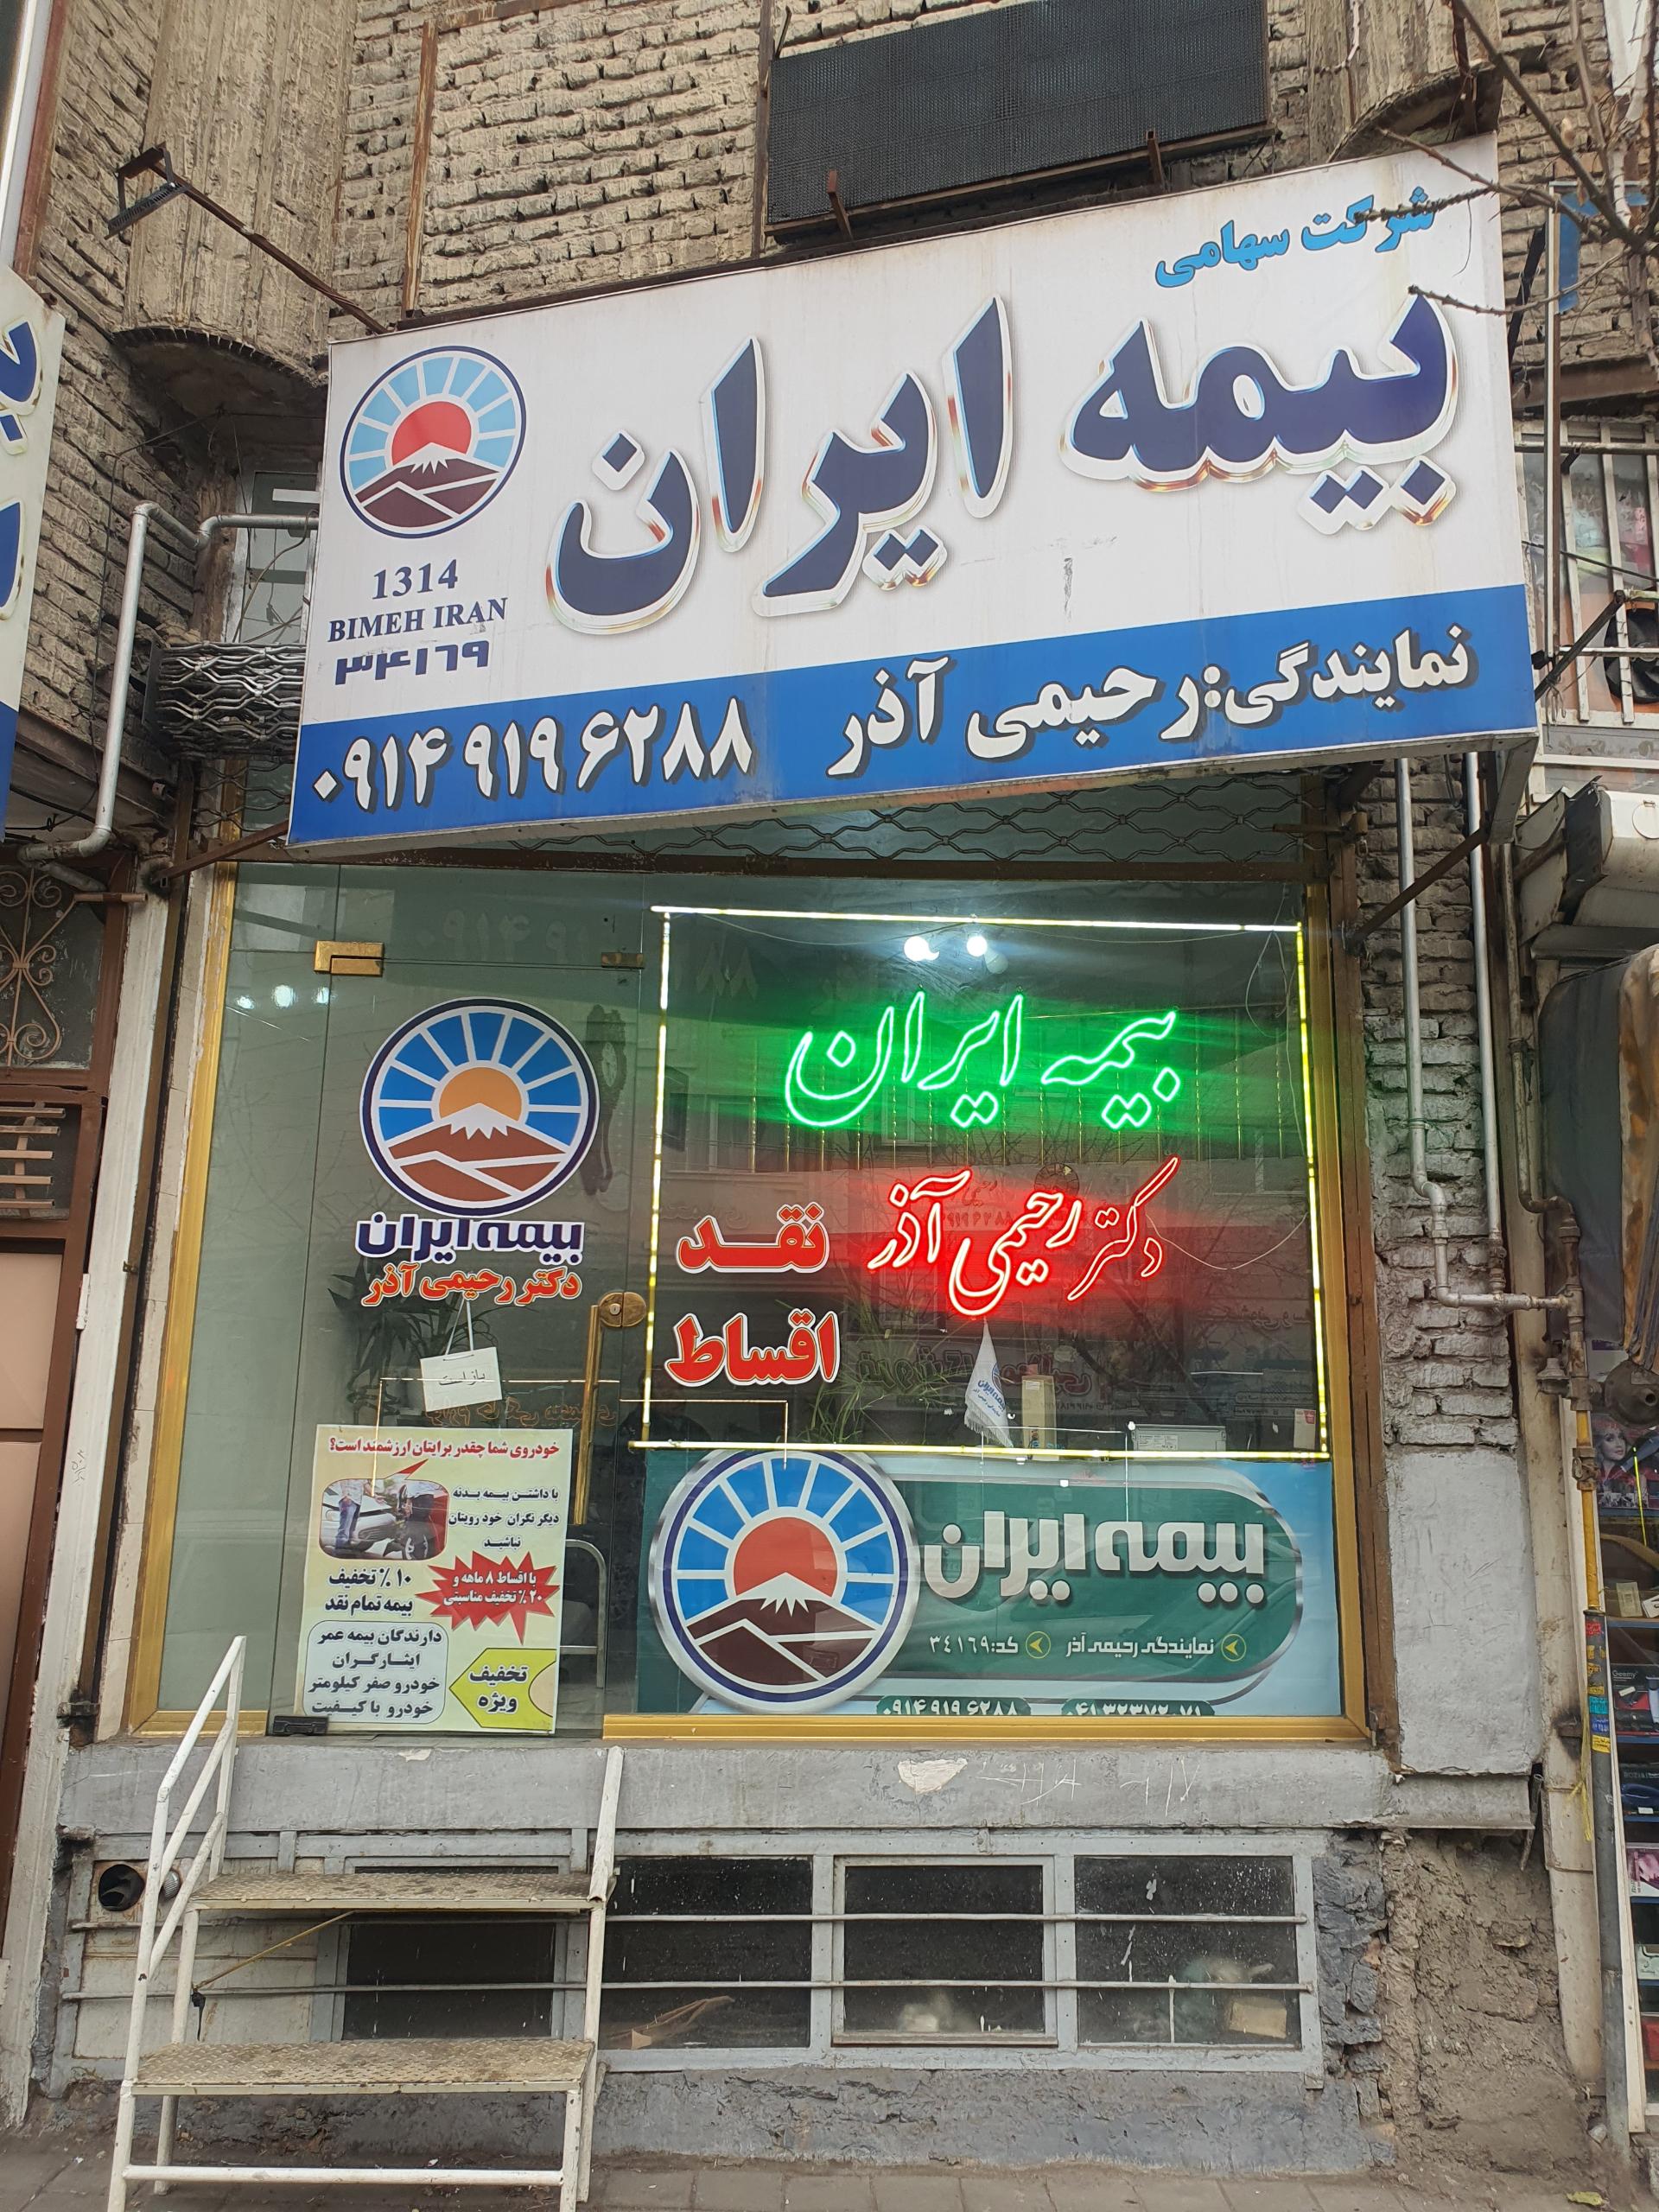 شرکت سهامی
بیمه ایران
1314
BIMEH IRAN
۳۴۱۶۹
نمایندگی: رحیمی آذر
۰۹۱۴ ۹۱۹ ۶۲۸۸
بیمه ایران
دکتر رحیمی آذر
نقد
اقساط
بیمه ایران
دکتر رحیمی آذر
باز است
خودروی شما چقدر برایتان ارزشمند است؟
با داشتن بیمه بدنه
دیگر نگران خود رویتان
نباشید
با اقساط ۸ ماهه و
۲۰٪ تخفیف مناسبتی
۱۰٪ تخفیف
بیمه تمام نقد
دارندگان بیمه عمر
ایثارگران
خودرو صفر کیلومتر
خودرو با کیفیت
تخفیف
ویژه
بیمه ایران
نمایندگی رحیمی آذر
کد: ۳۴۱۶۹
۰۹۱۴ ۹۱۹ ۶۲۸۸